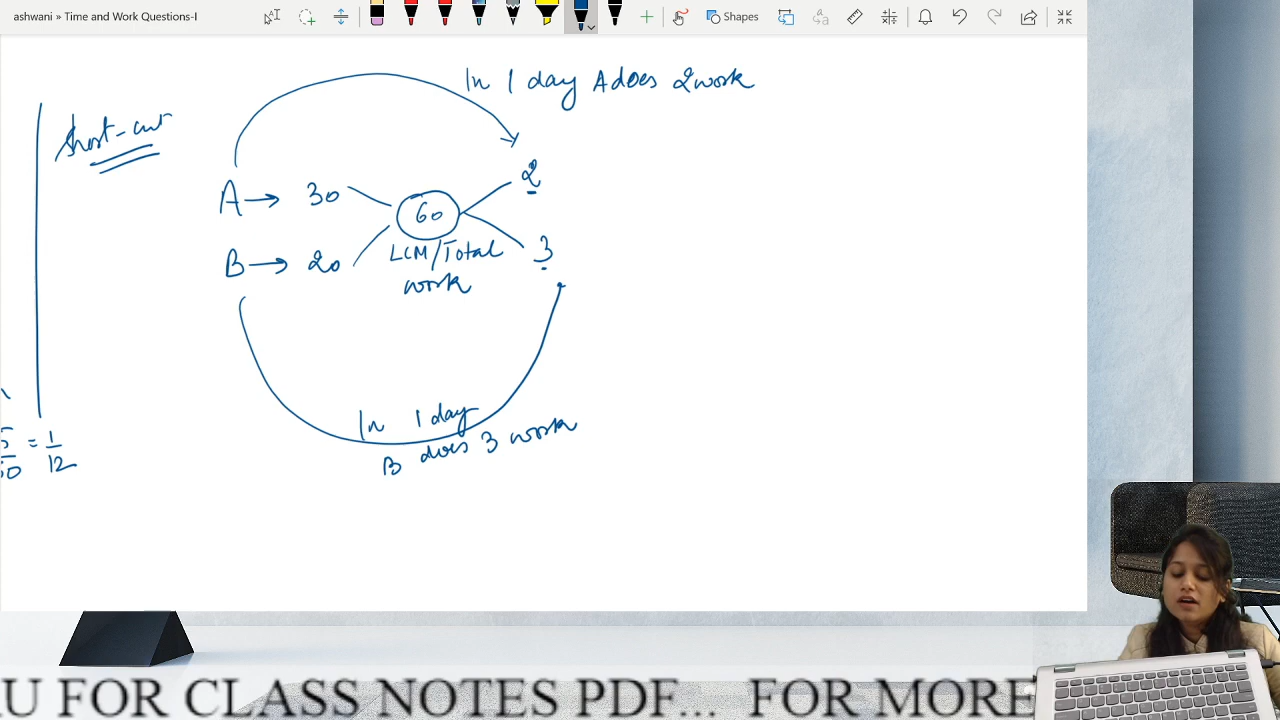 ashwani » Time and Work Questions-I
Shapes
In 1 day A does 2 work
Short-cut
A → 30
60
2
B → 20
LCM/Total
work
3
In 1 day
B does 3 work
= 1/12
U FOR CLASS NOTES PDF... FOR MORE